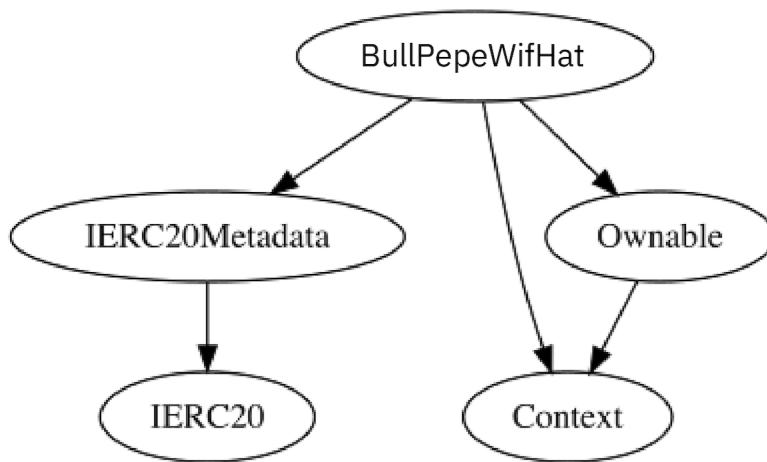 BullPepeWifHat
IERC20Metadata
Ownable
IERC20
Context